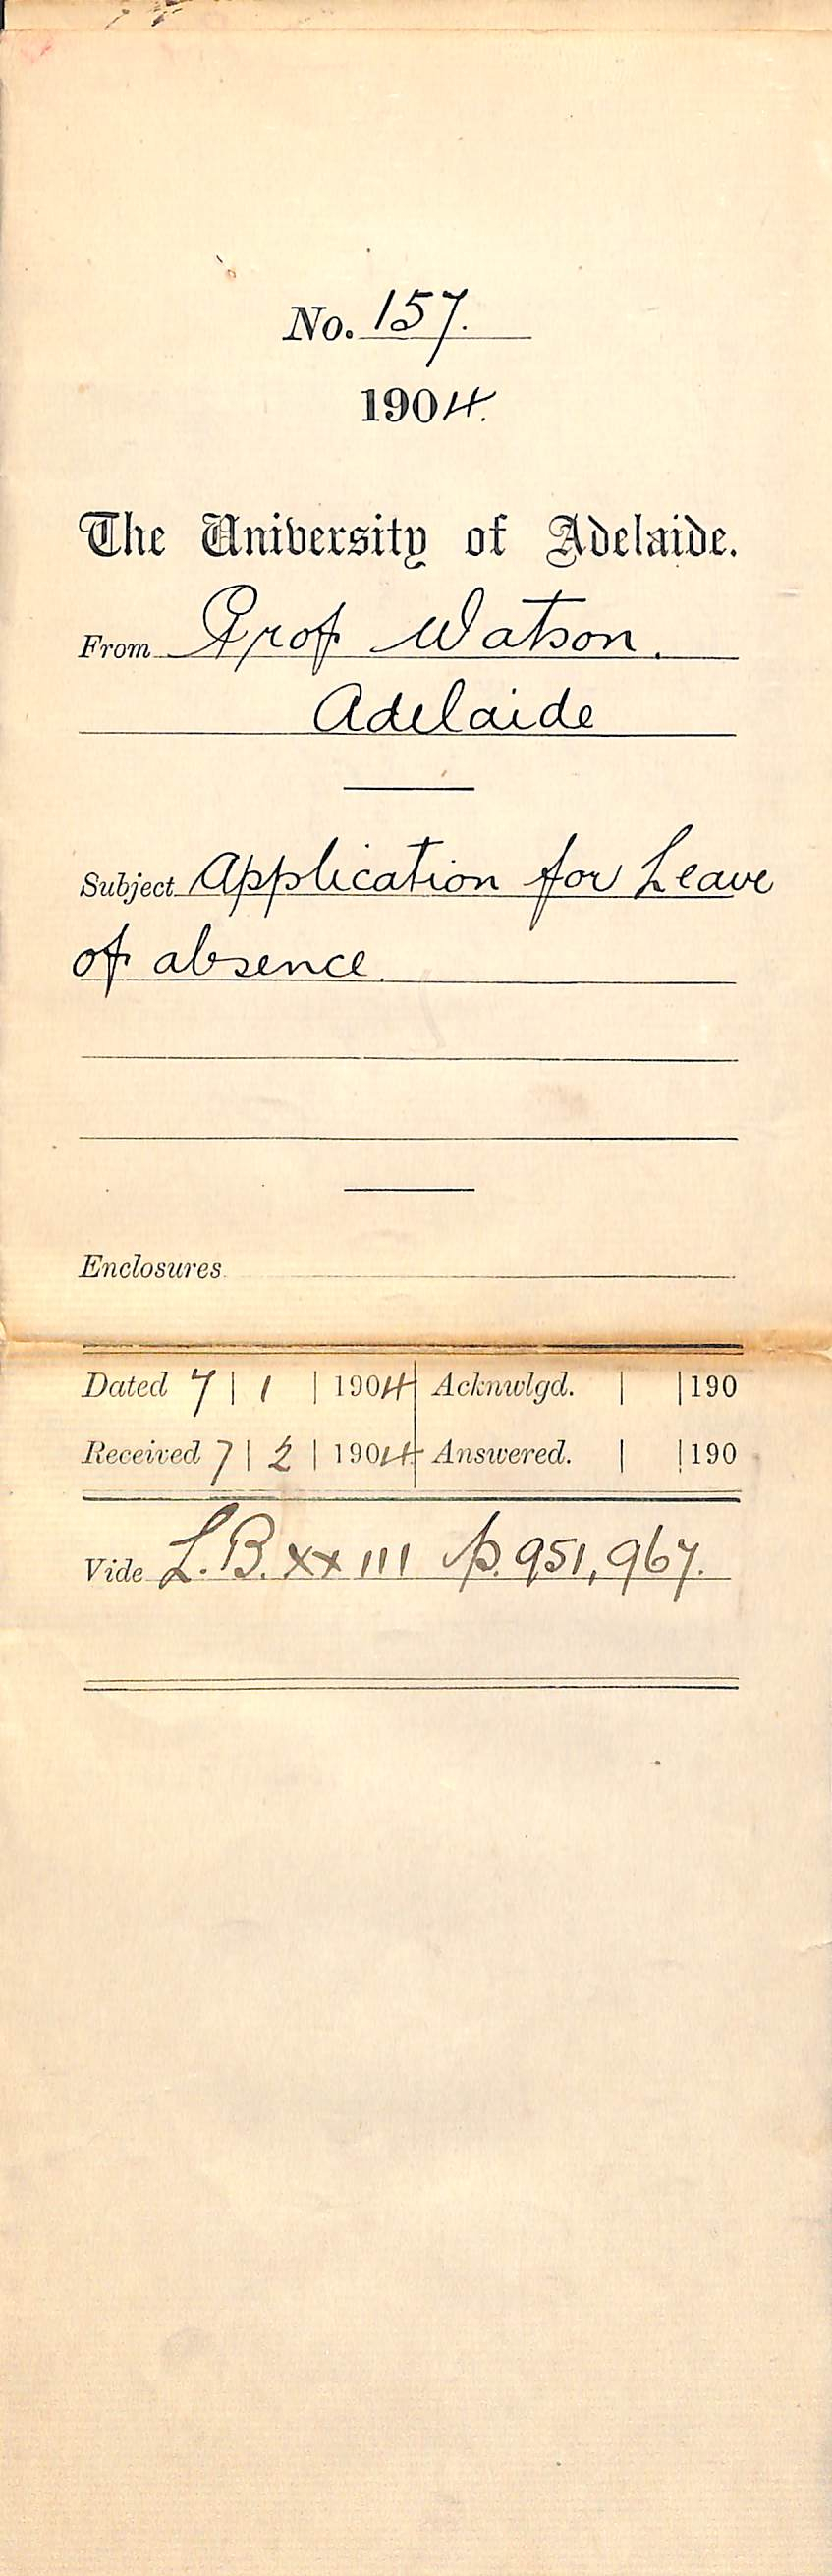 No. 157.
1904.
The University of Adelaide.
From Prof Watson.
Adelaide
Subject Application for Leave
of absence.
Enclosures
Dated 7 | 1 | 1904 Acknwlgd. | |190
Received 7 | 2 | 1904 Answered. | |190
Vide L.B. xxiii p. 951, 967.